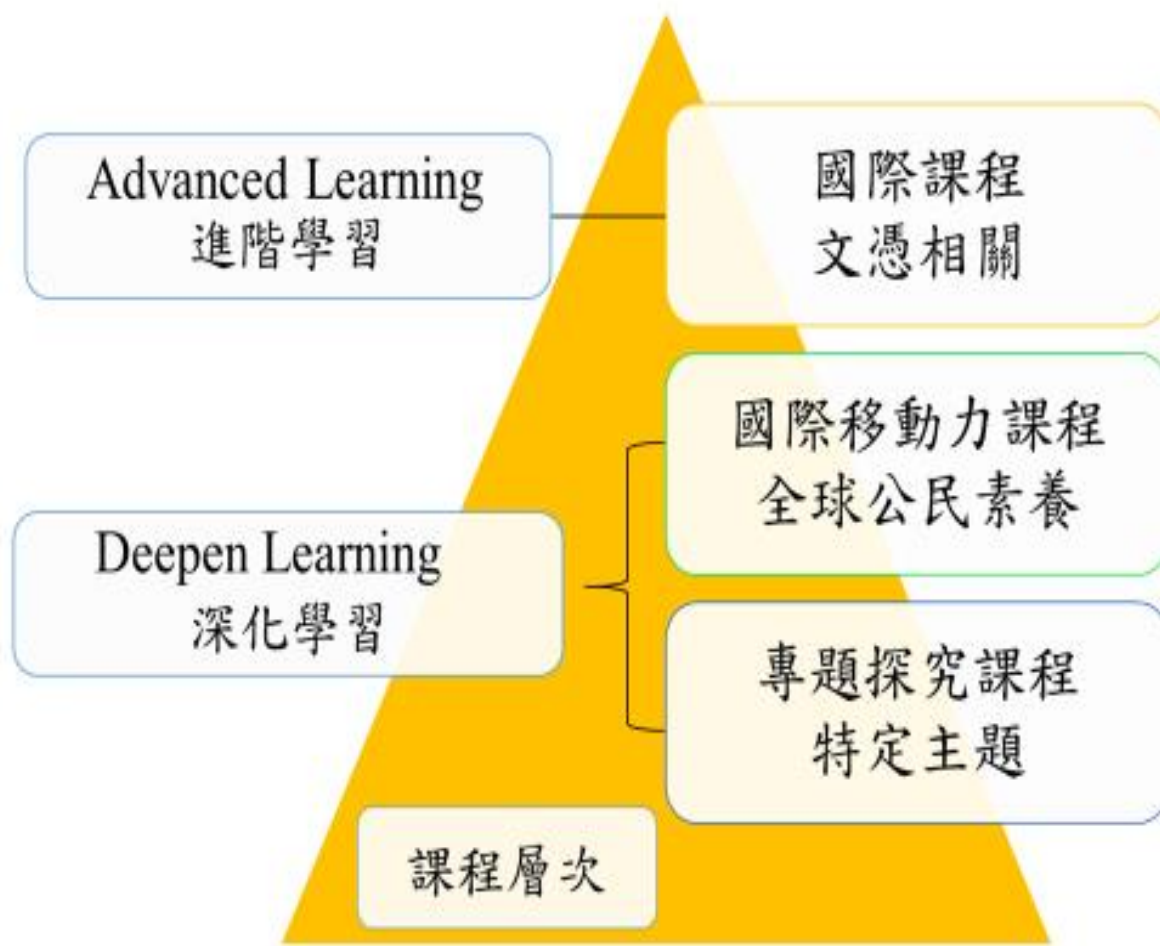 Advanced Learning
進階學習
國際課程
文憑相關
Deepen Learning
深化學習
國際移動力課程
全球公民素養
專題探究課程
特定主題
課程層次